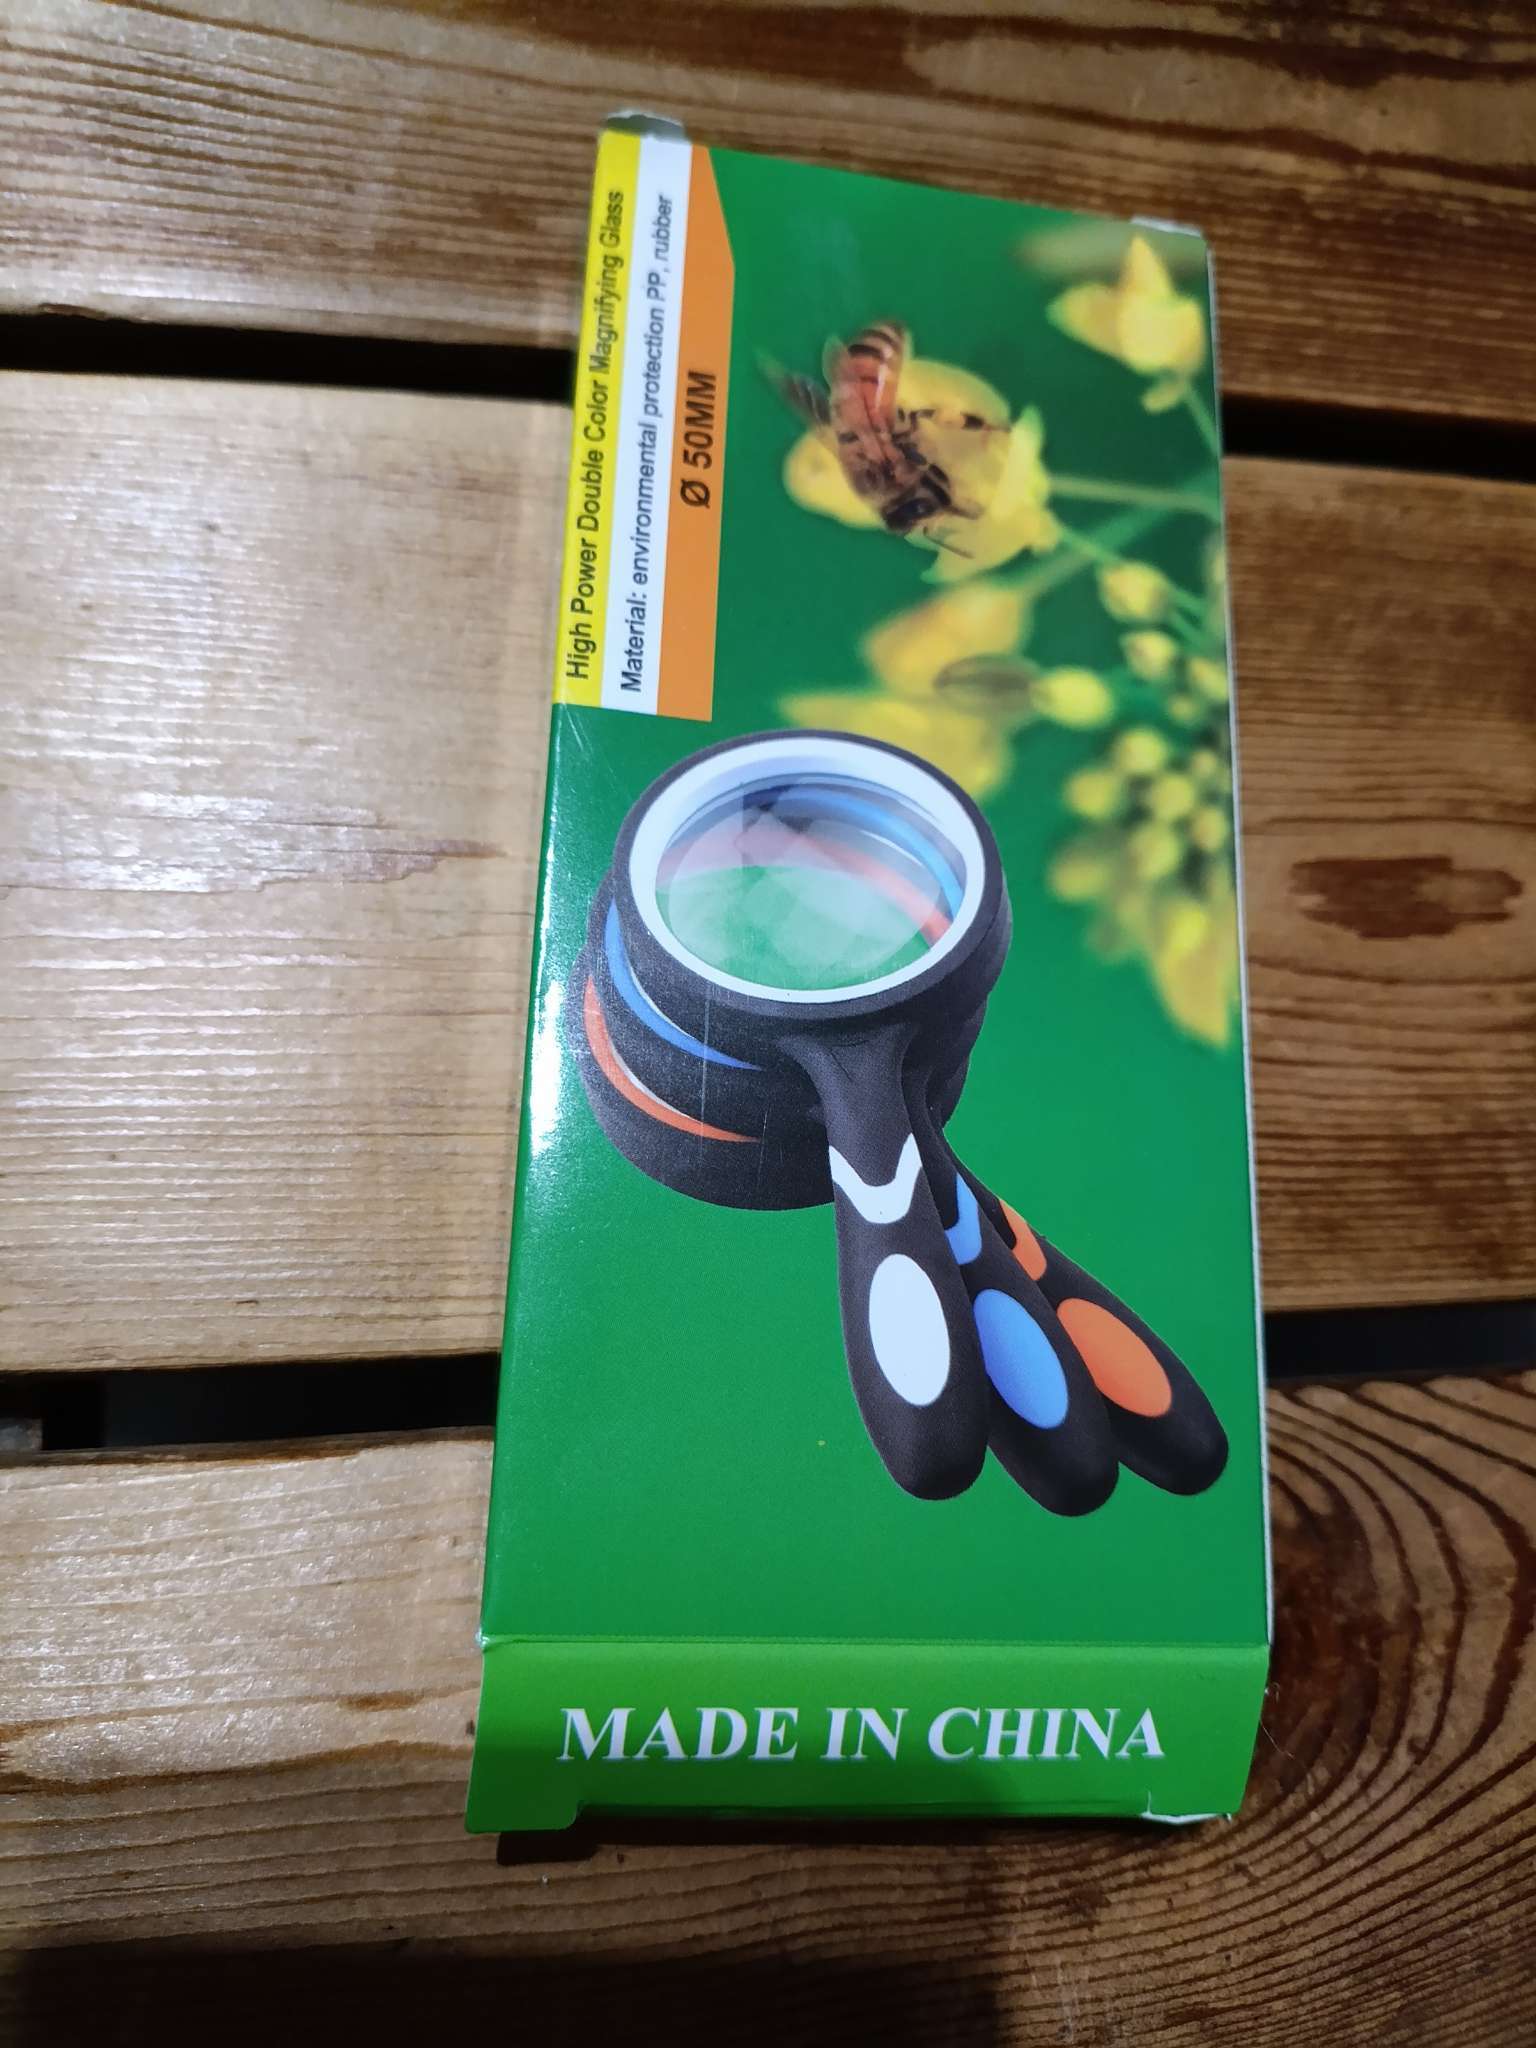 High Power Double Color Magnifying Glass
Material: environmental protection PP, rubber
Ø 50MM
MADE IN CHINA